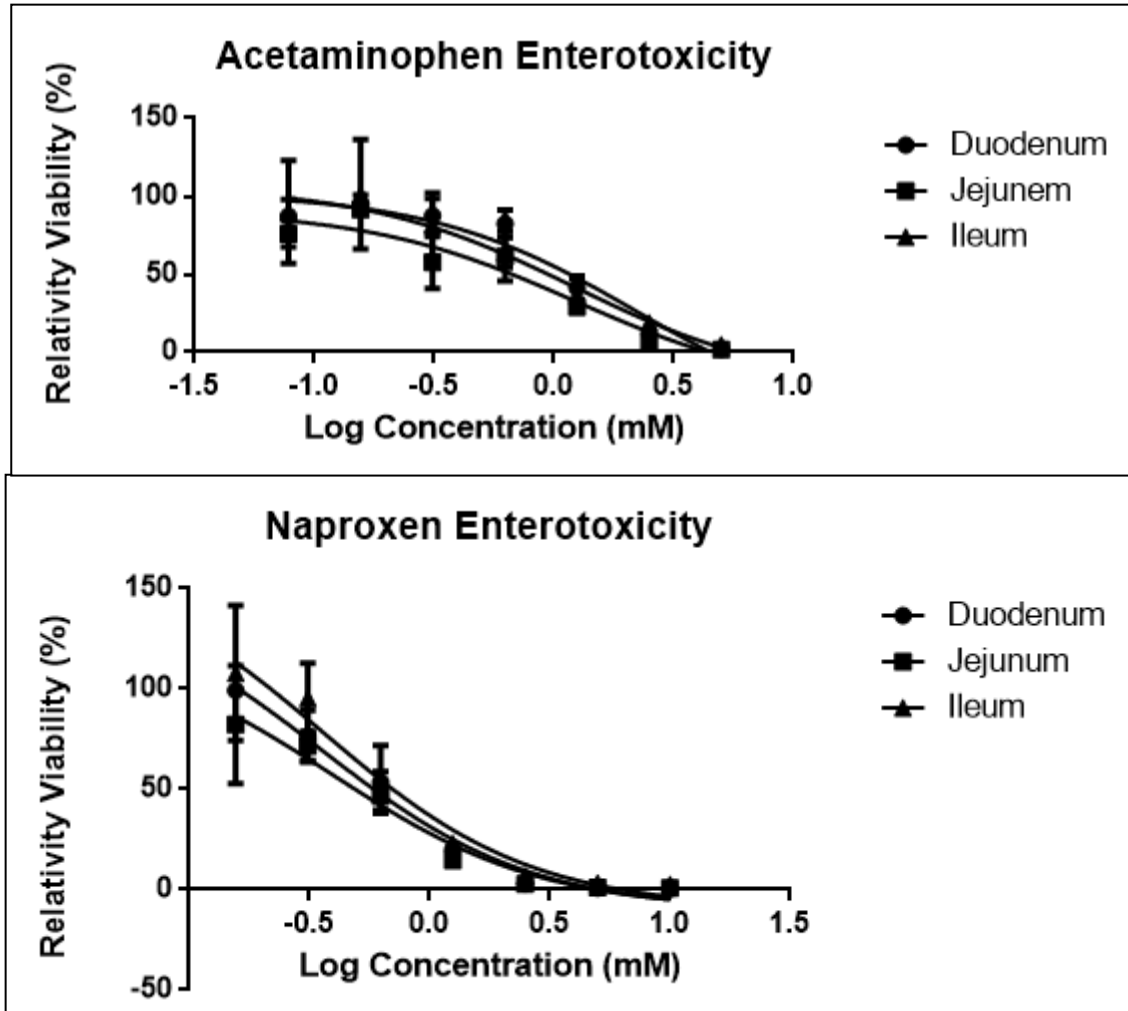 Acetaminophen Enterotoxicity
Relativity Viability (%)
150
100
50
0
-1.5
-1.0
-0.5
0.0
0.5
1.0
Log Concentration (mM)
Duodenum
Jejunem
Ileum
Naproxen Enterotoxicity
Relativity Viability (%)
150
100
50
0
-50
-0.5
0.0
0.5
1.0
1.5
Log Concentration (mM)
Duodenum
Jejunum
Ileum